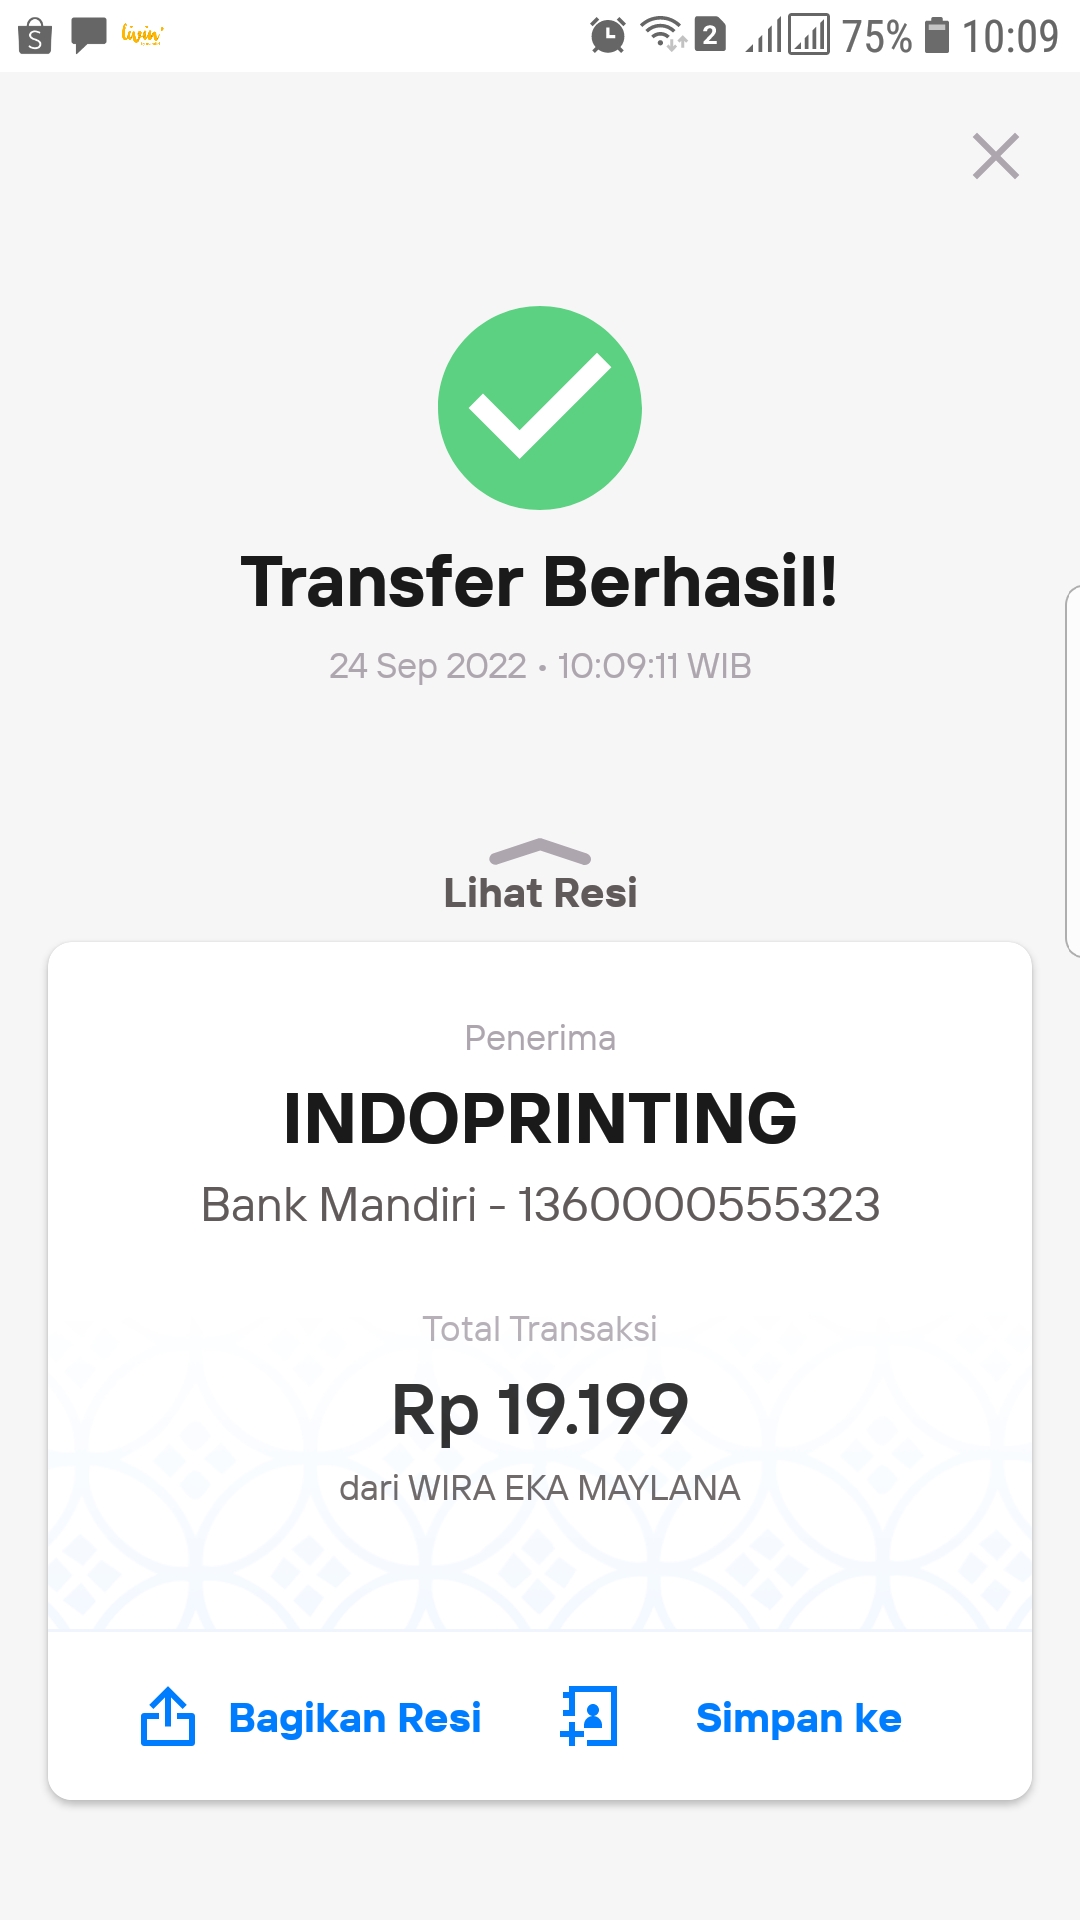 livin'
2 75% 10:09
Transfer Berhasil!
24 Sep 2022 • 10:09:11 WIB
Lihat Resi
Penerima
INDOPRINTING
Bank Mandiri - 1360000555323
Total Transaksi
Rp 19.199
dari WIRA EKA MAYLANA
Bagikan Resi Simpan ke